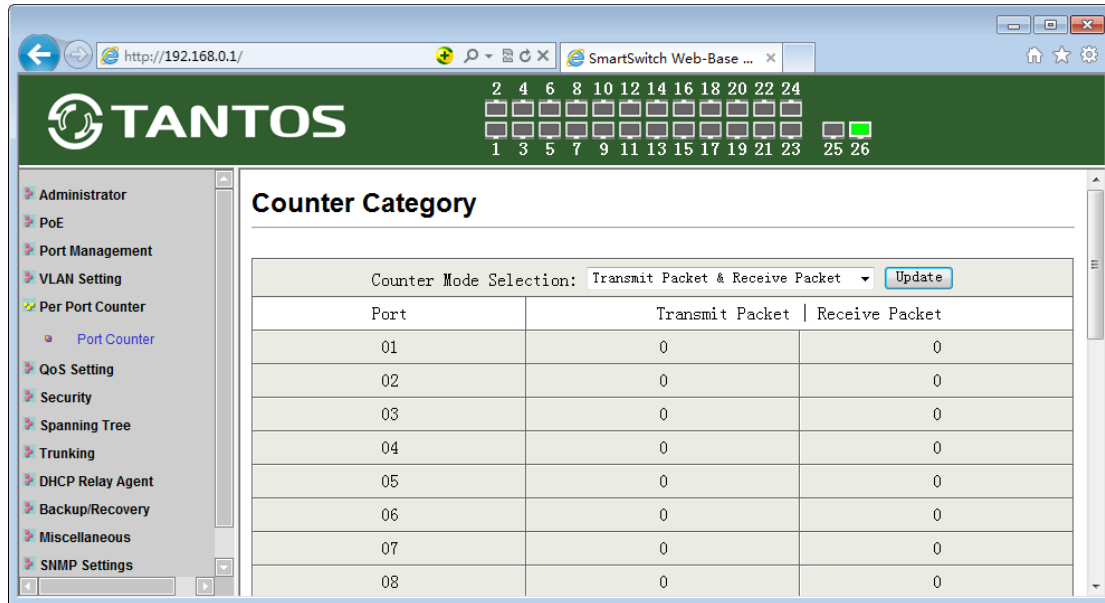 http://192.168.0.1/
SmartSwitch Web-Base ...
TANTOS
2 4 6 8 10 12 14 16 18 20 22 24
1 3 5 7 9 11 13 15 17 19 21 23 25 26
Administrator
PoE
Port Management
VLAN Setting
Per Port Counter
Port Counter
QoS Setting
Security
Spanning Tree
Trunking
DHCP Relay Agent
Backup/Recovery
Miscellaneous
SNMP Settings
Counter Category
Counter Mode Selection: Transmit Packet & Receive Packet Update
Port Transmit Packet | Receive Packet
01 0 0
02 0 0
03 0 0
04 0 0
05 0 0
06 0 0
07 0 0
08 0 0